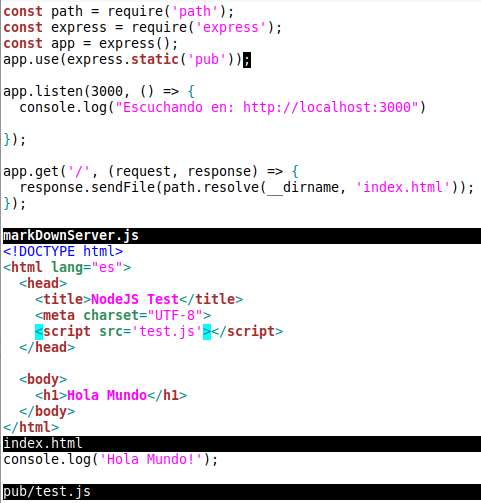 const path = require('path');
const express = require('express');
const app = express();
app.use(express.static('pub'));
app.listen(3000, () => {
  console.log("Escuchando en: http://localhost:3000")
});
app.get('/', (request, response) => {
  response.sendFile(path.resolve(__dirname, 'index.html'));
});
markDownServer.js
<!DOCTYPE html>
<html lang="es">
  <head>
    <title>NodeJS Test</title>
    <meta charset="UTF-8">
    <script src='test.js'></script>
  </head>
  <body>
    <h1>Hola Mundo</h1>
  </body>
</html>
index.html
console.log('Hola Mundo!');
pub/test.js